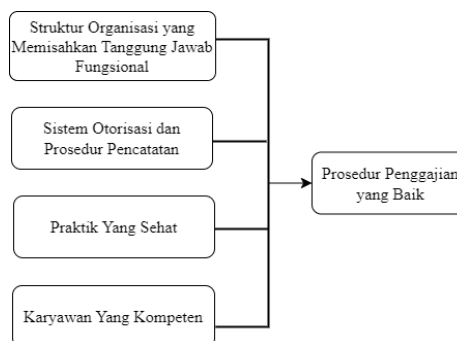 Struktur Organisasi yang
Memisahkan Tanggung Jawab
Fungsional
Sistem Otorisasi dan
Prosedur Pencatatan
Prosedur Penggajian
yang Baik
Praktik Yang Sehat
Karyawan Yang Kompeten